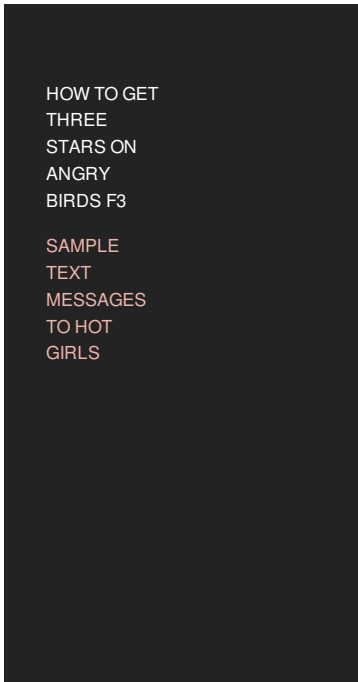 HOW TO GET
THREE
STARS ON
ANGRY
BIRDS F3
SAMPLE
TEXT
MESSAGES
TO HOT
GIRLS